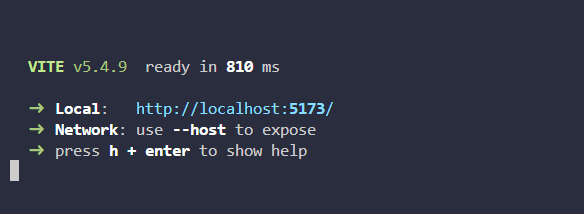 VITE v5.4.9 ready in 810 ms
➜ Local: http://localhost:5173/
➜ Network: use --host to expose
➜ press h + enter to show help